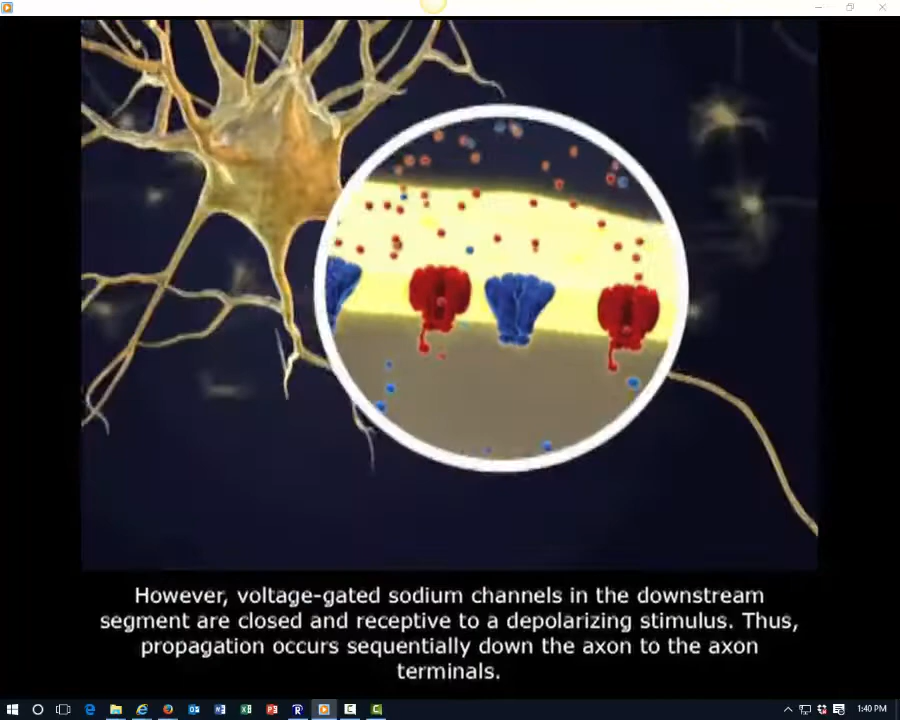 However, voltage-gated sodium channels in the downstream
segment are closed and receptive to a depolarizing stimulus. Thus,
propagation occurs sequentially down the axon to the axon
terminals.
1:40 PM